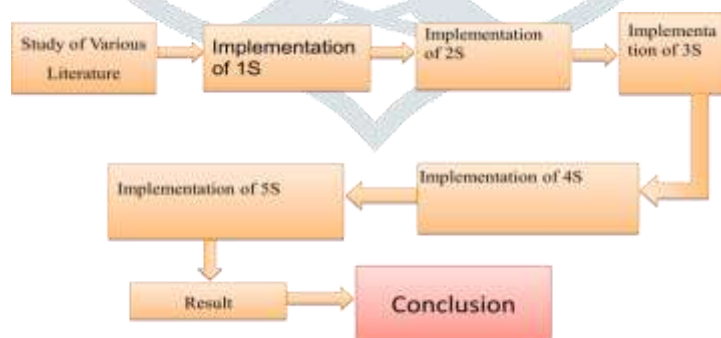 Study of Various
Literature
Implementation
of 1S
Implementation
of 2S
Implementa
tion of 3S
Implementation of 4S
Implementation of 5S
Result
Conclusion